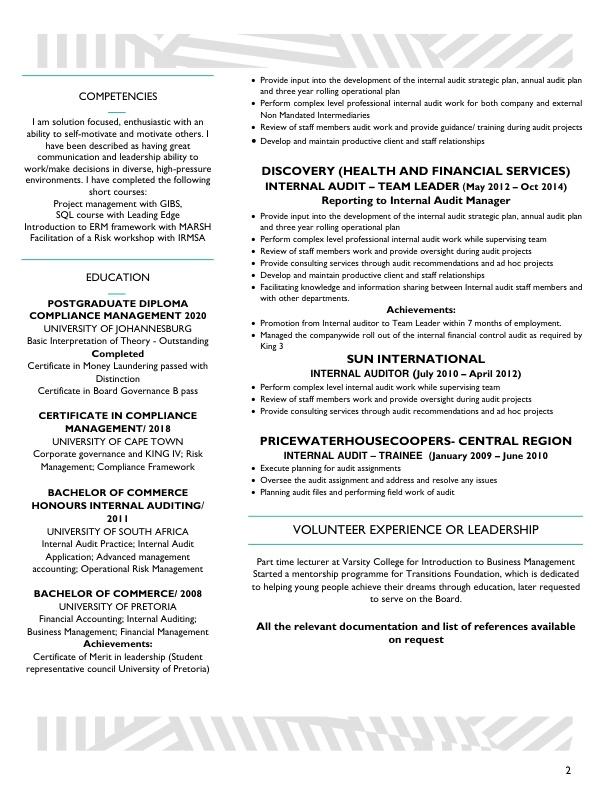 COMPETENCIES
I am solution focused, enthusiastic with an
ability to self-motivate and motivate others. I
have been described as having great
communication and leadership ability to
work/make decisions in diverse, high-pressure
environments. I have completed the following
short courses:
Project management with GIBS,
SQL course with Leading Edge
Introduction to ERM framework with MARSH
Facilitation of a Risk workshop with IRMSA
EDUCATION
POSTGRADUATE DIPLOMA
COMPLIANCE MANAGEMENT 2020
UNIVERSITY OF JOHANNESBURG
Basic Interpretation of Theory - Outstanding
Completed
Certificate in Money Laundering passed with
Distinction
Certificate in Board Governance B pass
CERTIFICATE IN COMPLIANCE
MANAGEMENT/ 2018
UNIVERSITY OF CAPE TOWN
Corporate governance and KING IV; Risk
Management; Compliance Framework
BACHELOR OF COMMERCE
HONOURS INTERNAL AUDITING/
2011
UNIVERSITY OF SOUTH AFRICA
Internal Audit Practice; Internal Audit
Application; Advanced management
accounting; Operational Risk Management
BACHELOR OF COMMERCE/ 2008
UNIVERSITY OF PRETORIA
Financial Accounting; Internal Auditing;
Business Management; Financial Management
Achievements:
Certificate of Merit in leadership (Student
representative council University of Pretoria)
• Provide input into the development of the internal audit strategic plan, annual audit plan
and three year rolling operational plan
• Perform complex level professional internal audit work for both company and external
Non Mandated Intermediaries
• Review of staff members audit work and provide guidance/ training during audit projects
• Develop and maintain productive client and staff relationships
DISCOVERY (HEALTH AND FINANCIAL SERVICES)
INTERNAL AUDIT – TEAM LEADER (May 2012 – Oct 2014)
Reporting to Internal Audit Manager
• Provide input into the development of the internal audit strategic plan, annual audit plan
and three year rolling operational plan
• Perform complex level professional internal audit work while supervising team
• Review of staff members work and provide oversight during audit projects
• Provide consulting services through audit recommendations and ad hoc projects
• Develop and maintain productive client and staff relationships
• Facilitating knowledge and information sharing between Internal audit staff members and
with other departments.
Achievements:
• Promotion from Internal auditor to Team Leader within 7 months of employment.
• Managed the companywide roll out of the internal financial control audit as required by
King 3
SUN INTERNATIONAL
INTERNAL AUDITOR (July 2010 – April 2012)
• Perform complex level internal audit work while supervising team
• Review of staff members work and provide oversight during audit projects
• Provide consulting services through audit recommendations and ad hoc projects
PRICEWATERHOUSECOOPERS- CENTRAL REGION
INTERNAL AUDIT – TRAINEE (January 2009 – June 2010
• Execute planning for audit assignments
• Oversee the audit assignment and address and resolve any issues
• Planning audit files and performing field work of audit
VOLUNTEER EXPERIENCE OR LEADERSHIP
Part time lecturer at Varsity College for Introduction to Business Management
Started a mentorship programme for Transitions Foundation, which is dedicated
to helping young people achieve their dreams through education, later requested
to serve on the Board.
All the relevant documentation and list of references available
on request
2